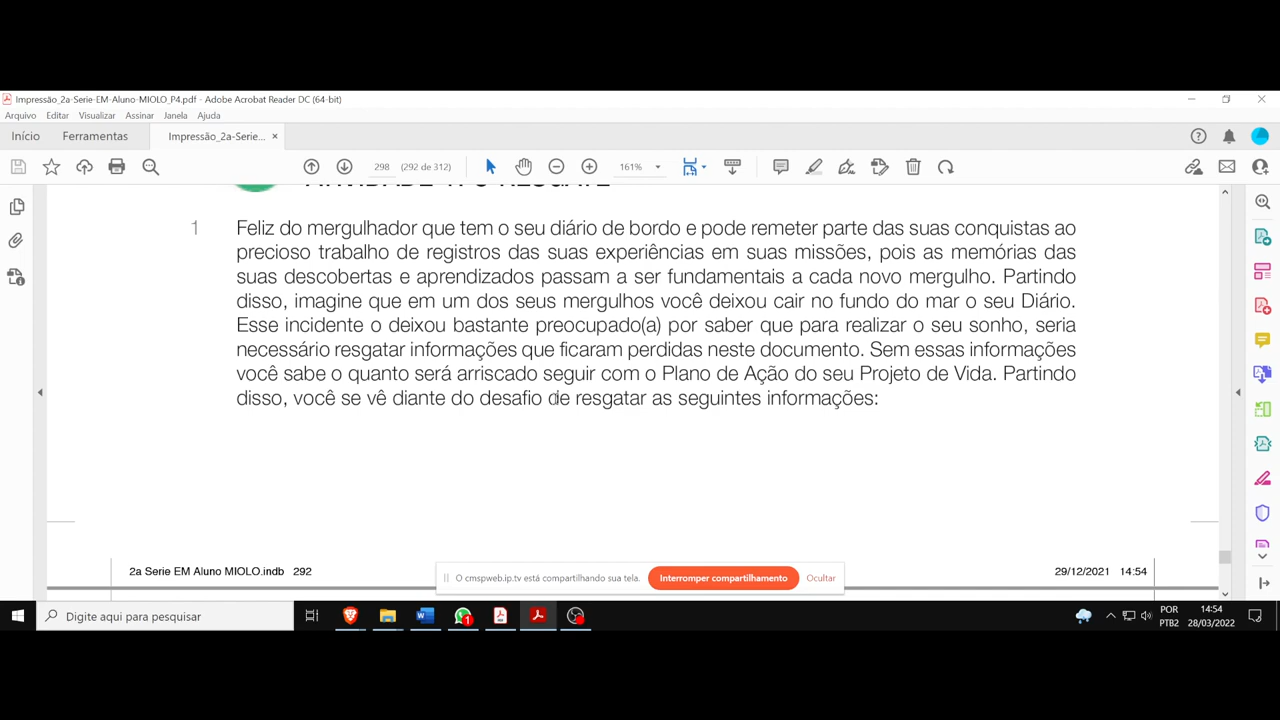 Impressão_2a-Serie-EM-Aluno-MIOLO_P4.pdf - Adobe Acrobat Reader DC (64-bit)
Arquivo Editar Visualizar Assinar Janela Ajuda
Início Ferramentas Impressão_2a-Serie... ×
298 (292 de 312) 161%
ATIVIDADE 4: O RESGATE
1 Feliz do mergulhador que tem o seu diário de bordo e pode remeter parte das suas conquistas ao
precioso trabalho de registros das suas experiências em suas missões, pois as memórias das
suas descobertas e aprendizados passam a ser fundamentais a cada novo mergulho. Partindo
disso, imagine que em um dos seus mergulhos você deixou cair no fundo do mar o seu Diário.
Esse incidente o deixou bastante preocupado(a) por saber que para realizar o seu sonho, seria
necessário resgatar informações que ficaram perdidas neste documento. Sem essas informações
você sabe o quanto será arriscado seguir com o Plano de Ação do seu Projeto de Vida. Partindo
disso, você se vê diante do desafio de resgatar as seguintes informações:
2a Serie EM Aluno MIOLO.indb 292 29/12/2021 14:54
O cmspweb.ip.tv está compartilhando sua tela. Interromper compartilhamento Ocultar
Digite aqui para pesquisar
1
POR 14:54
PTB2 28/03/2022